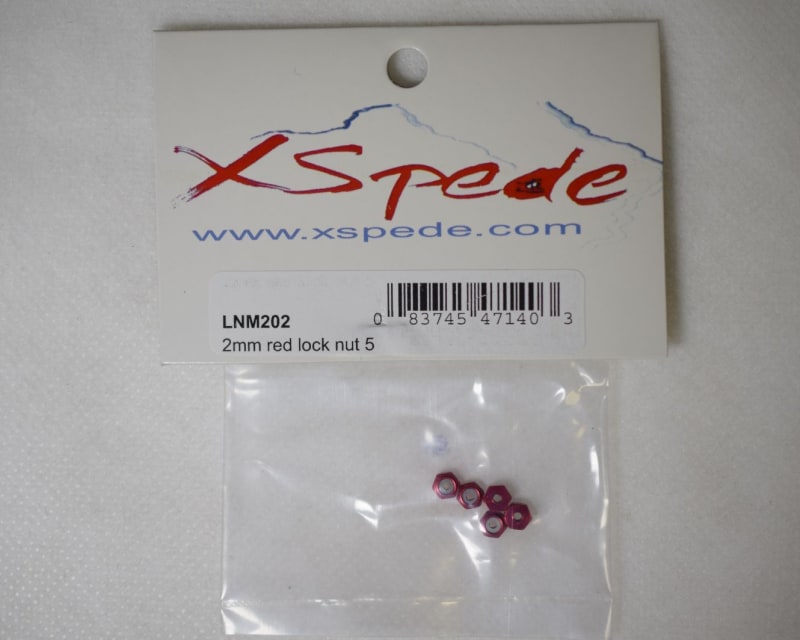 XSpede
www.xspede.com
LNM202
2mm red lock nut 5
0 83745 47140 3